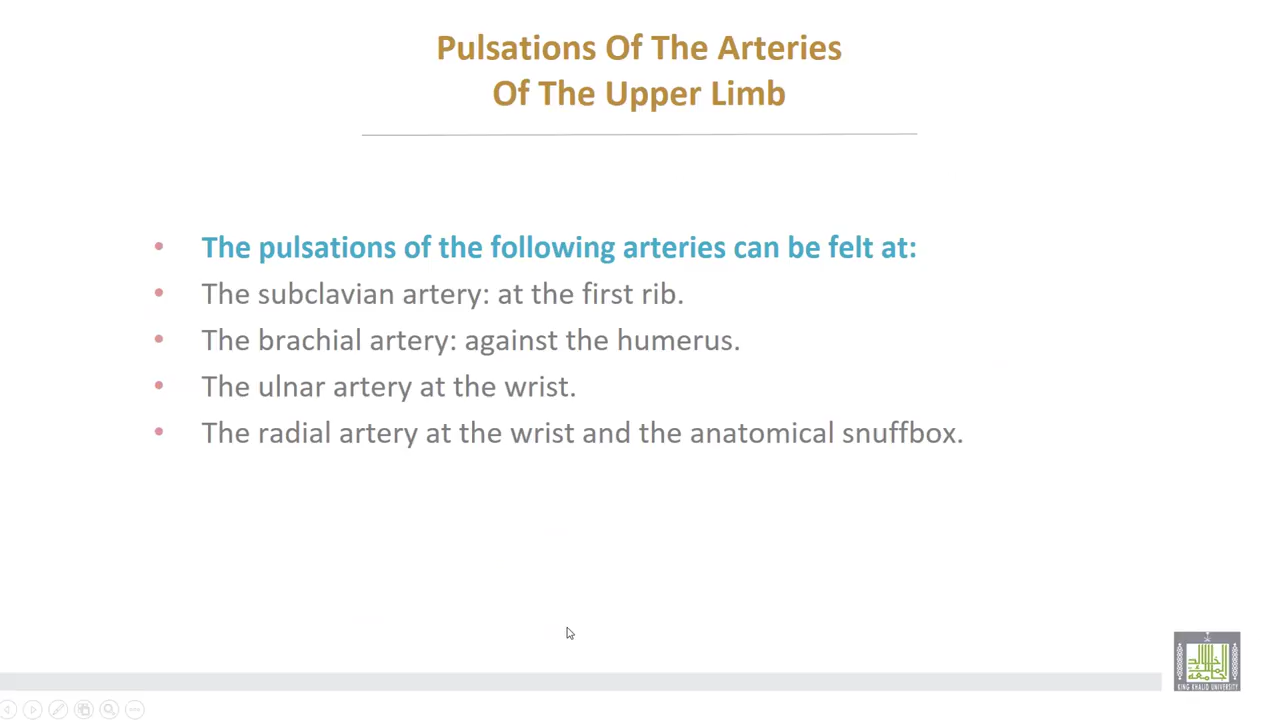 Pulsations Of The Arteries
Of The Upper Limb
• The pulsations of the following arteries can be felt at:
• The subclavian artery: at the first rib.
• The brachial artery: against the humerus.
• The ulnar artery at the wrist.
• The radial artery at the wrist and the anatomical snuffbox.
KING KHALID UNIVERSITY